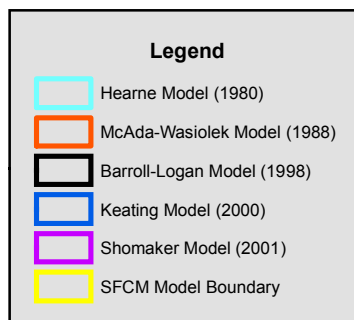 Legend
Hearne Model (1980)
McAda-Wasiolek Model (1988)
Barroll-Logan Model (1998)
Keating Model (2000)
Shomaker Model (2001)
SFCM Model Boundary